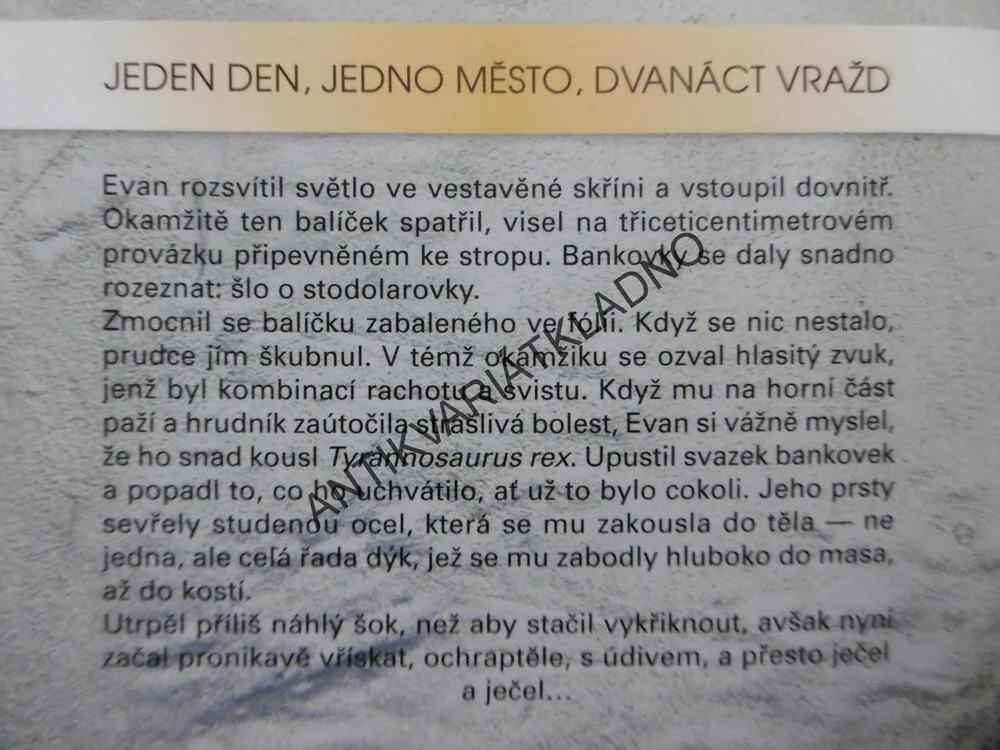 JEDEN DEN, JEDNO MĚSTO, DVANÁCT VRAŽD
Evan rozsvítil světlo ve vestavěné skříni a vstoupil dovnitř.
Okamžitě ten balíček spatřil, visel na třiceticentimetrovém
provázku připevněném ke stropu. Bankovky se daly snadno
rozeznat: šlo o stodolarovky.
Zmocnil se balíčku zabaleného ve fólii. Když se nic nestalo,
prudce jím škubnul. V témž okamžiku se ozval hlasitý zvuk,
jenž byl kombinací rachotu a svistu. Když mu na horní část
paží a hrudník zaútočila strašlivá bolest, Evan si vážně myslel,
že ho snad kousl Tyrannosaurus rex. Upustil svazek bankovek
a popadl to, co ho uchvátilo, ať už to bylo cokoli. Jeho prsty
sevřely studenou ocel, která se mu zakousla do těla — ne
jedna, ale celá řada dýk, jež se mu zabodly hluboko do masa,
až do kostí.
Utrpěl příliš náhlý šok, než aby stačil vykřiknout, avšak nyní
začal pronikavě vřískat, ochraptěle, s údivem, a přesto ječel
a ječel...
ANTIKVARIATKLADNO